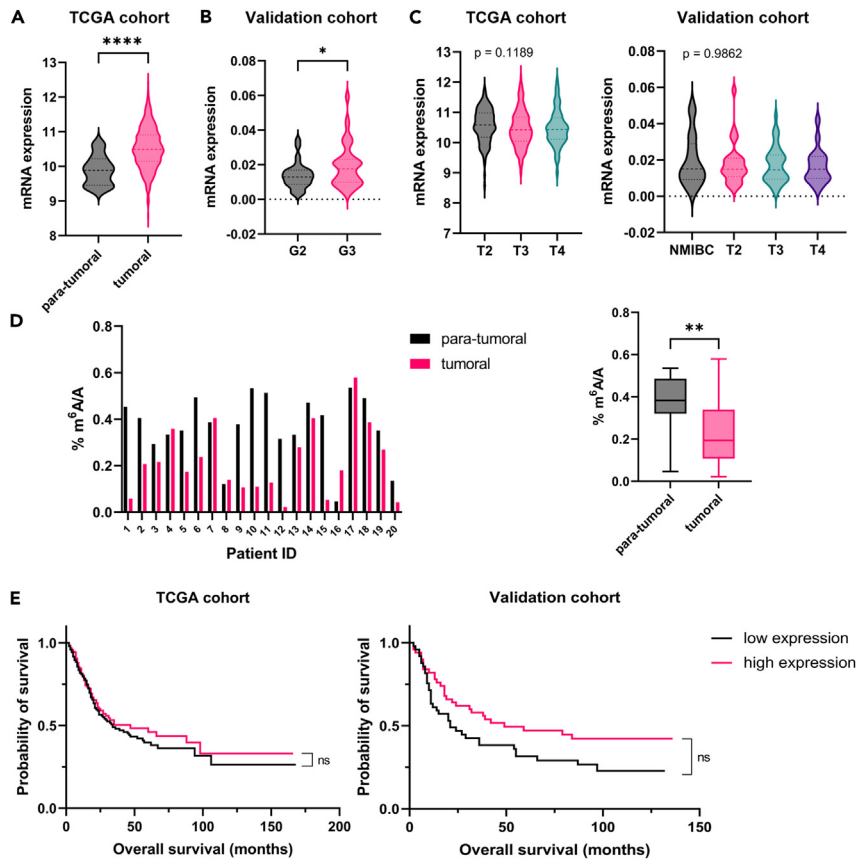 A
TCGA cohort
****
mRNA expression
13
12
11
10
9
8
para-tumoral
tumoral
B
Validation cohort
*
mRNA expression
0.08
0.06
0.04
0.02
0.00
-0.02
G2
G3
C
TCGA cohort
p = 0.1189
mRNA expression
13
12
11
10
9
8
7
T2
T3
T4
Validation cohort
p = 0.9862
mRNA expression
0.08
0.06
0.04
0.02
0.00
-0.02
NMIBC
T2
T3
T4
D
% m6A/A
0.8
0.6
0.4
0.2
0.0
1
2
3
4
5
6
7
8
9
10
11
12
13
14
15
16
17
18
19
20
Patient ID
para-tumoral
tumoral
**
% m6A/A
0.8
0.6
0.4
0.2
0.0
para-tumoral
tumoral
E
TCGA cohort
Probability of survival
1.0
0.5
0.0
ns
0
50
100
150
200
Overall survival (months)
Validation cohort
Probability of survival
1.0
0.5
0.0
ns
0
50
100
150
Overall survival (months)
low expression
high expression